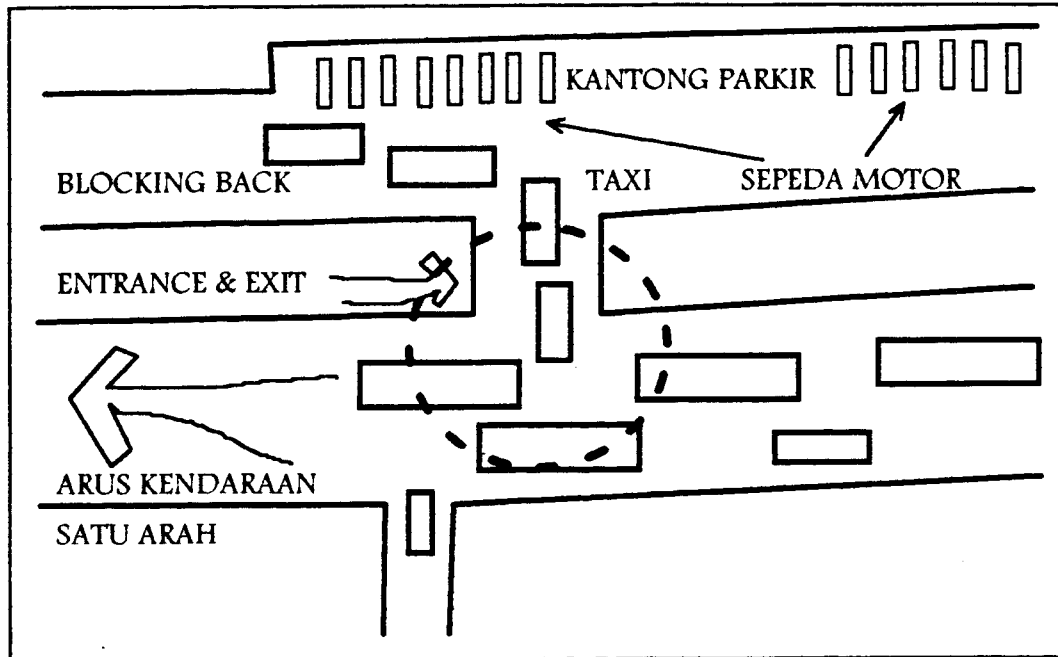 KANTONG PARKIR
BLOCKING BACK
TAXI
SEPEDA MOTOR
ENTRANCE & EXIT
ARUS KENDARAAN
SATU ARAH